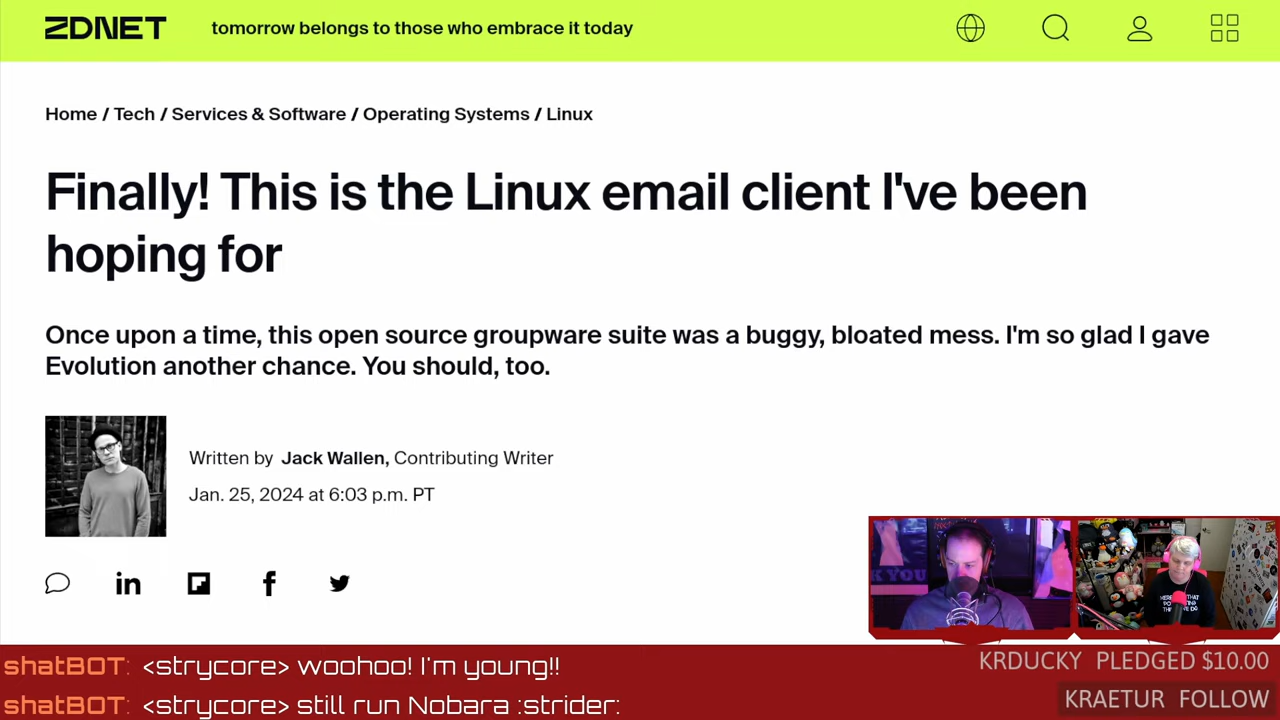 ZDNET tomorrow belongs to those who embrace it today
Home / Tech / Services & Software / Operating Systems / Linux
Finally! This is the Linux email client I've been
hoping for
Once upon a time, this open source groupware suite was a buggy, bloated mess. I'm so glad I gave
Evolution another chance. You should, too.
Written by Jack Wallen, Contributing Writer
Jan. 25, 2024 at 6:03 p.m. PT
shatBOT: <strycore> woohoo! I'm young!!
shatBOT: <strycore> still run Nobara :strider:
KRDUCKY PLEDGED $10.00
KRAETUR FOLLOW